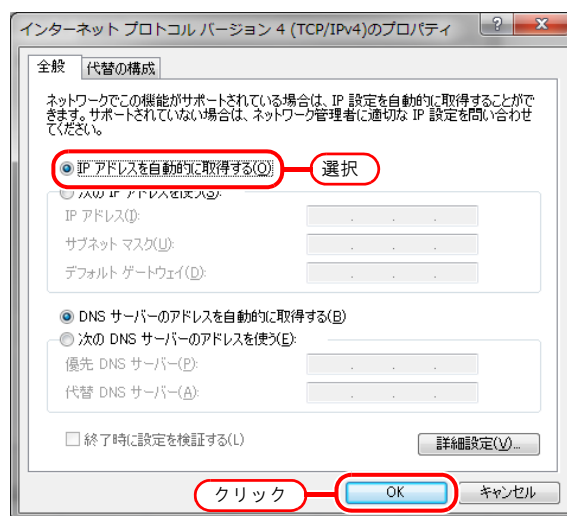 インターネット プロトコル バージョン 4 (TCP/IPv4)のプロパティ
全般
代替の構成
ネットワークでこの機能がサポートされている場合は、IP 設定を自動的に取得することがで
きます。サポートされていない場合は、ネットワーク管理者に適切な IP 設定を問い合わせ
てください。
IP アドレスを自動的に取得する(O)
選択
次の IP アドレスを使う(S):
IP アドレス(I):
サブネット マスク(U):
デフォルト ゲートウェイ(D):
DNS サーバーのアドレスを自動的に取得する(B)
次の DNS サーバーのアドレスを使う(E):
優先 DNS サーバー(P):
代替 DNS サーバー(A):
終了時に設定を検証する(L)
詳細設定(V)...
クリック
OK
キャンセル